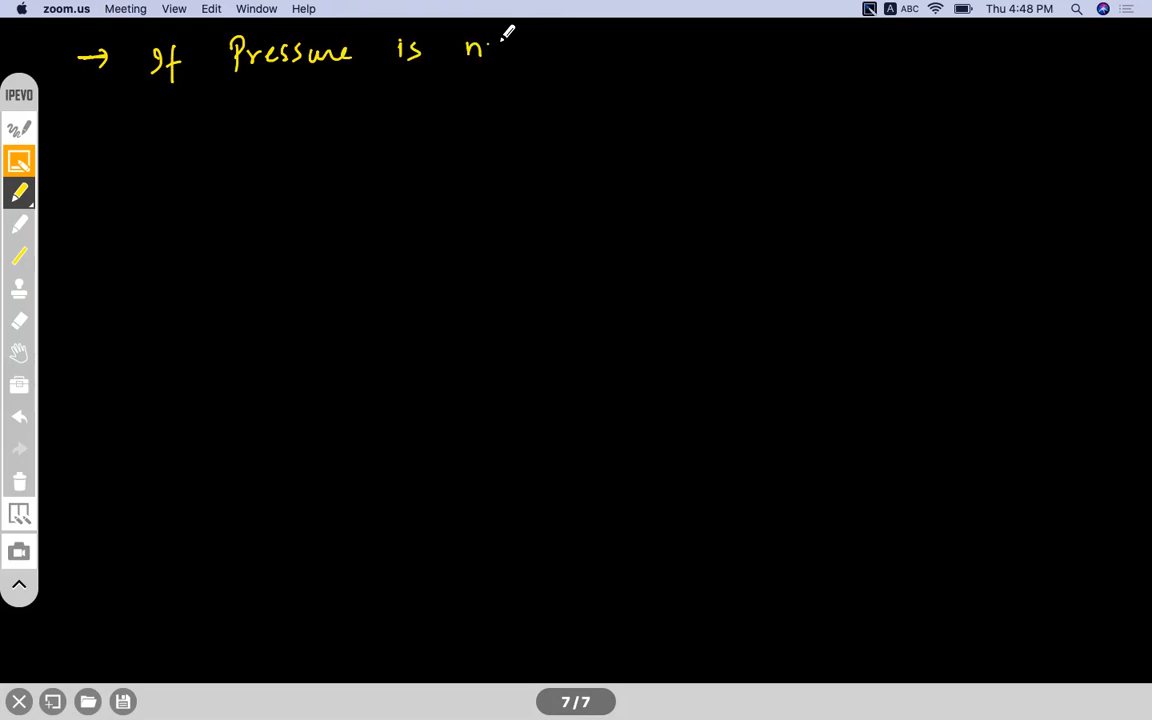 zoom.us Meeting View Edit Window Help A ABC Thu 4:48 PM
→ If Pressure is n
IPEVO
7/7